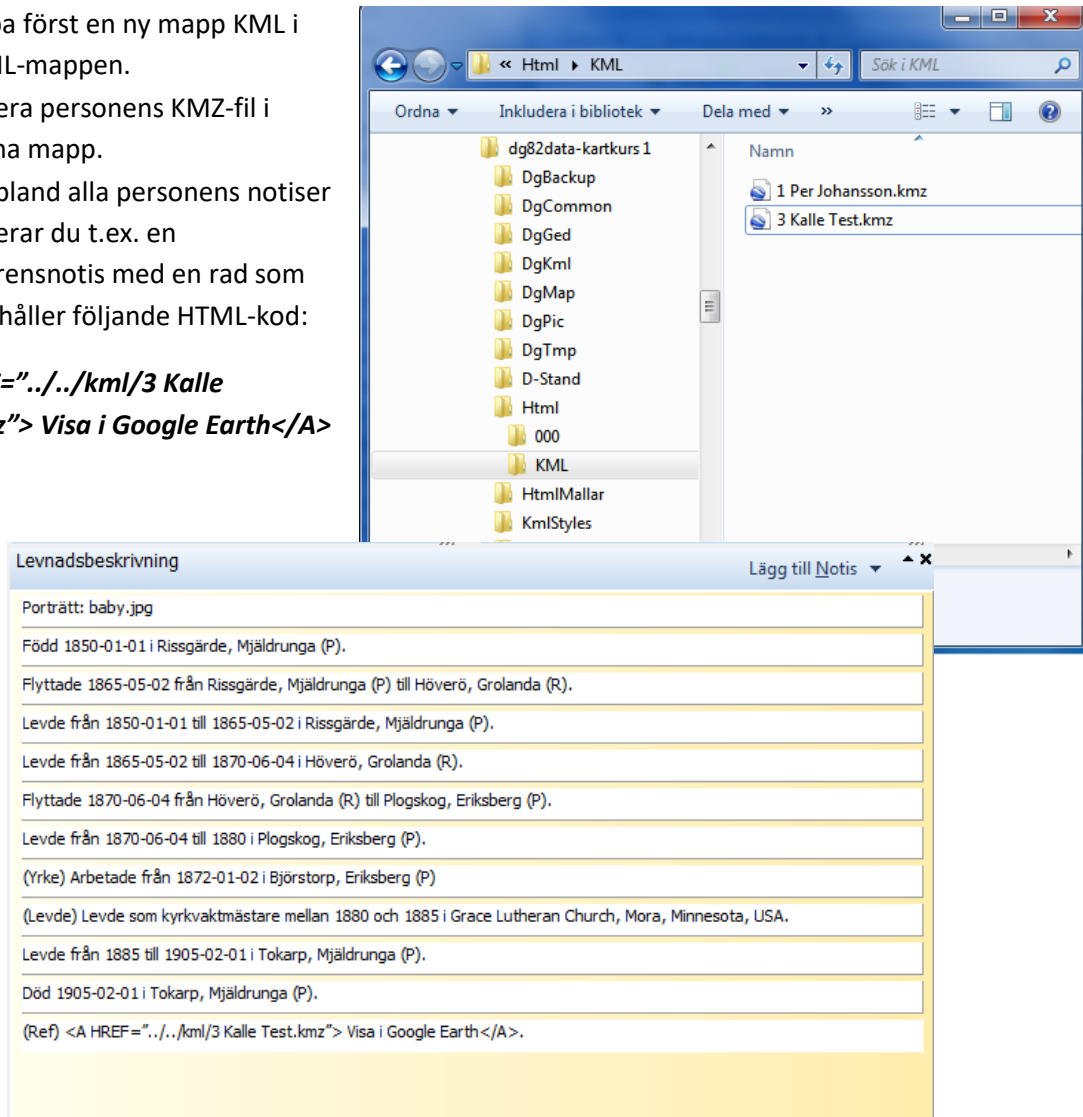 pa först en ny mapp KML i
ML-mappen.
era personens KMZ-fil i
na mapp.
bland alla personens notiser
erar du t.ex. en
rensnotis med en rad som
håller följande HTML-kod:
="../../kml/3 Kalle
z”> Visa i Google Earth</A>
« Html KML
Sök i KML
Ordna Inkludera i bibliotek Dela med »
dg82data-kartkurs 1
DgBackup
DgCommon
DgGed
DgKml
DgMap
DgPic
DgTmp
D-Stand
Html
000
KML
HtmlMallar
KmlStyles
Namn
1 Per Johansson.kmz
3 Kalle Test.kmz
Levnadsbeskrivning
Lägg till Notis
Porträtt: baby.jpg
Född 1850-01-01 i Rissgärde, Mjäldrunga (P).
Flyttade 1865-05-02 från Rissgärde, Mjäldrunga (P) till Höverö, Grolanda (R).
Levde från 1850-01-01 till 1865-05-02 i Rissgärde, Mjäldrunga (P).
Levde från 1865-05-02 till 1870-06-04 i Höverö, Grolanda (R).
Flyttade 1870-06-04 från Höverö, Grolanda (R) till Plogskog, Eriksberg (P).
Levde från 1870-06-04 till 1880 i Plogskog, Eriksberg (P).
(Yrke) Arbetade från 1872-01-02 i Björstorp, Eriksberg (P)
(Levde) Levde som kyrkvaktmästare mellan 1880 och 1885 i Grace Lutheran Church, Mora, Minnesota, USA.
Levde från 1885 till 1905-02-01 i Tokarp, Mjäldrunga (P).
Död 1905-02-01 i Tokarp, Mjäldrunga (P).
(Ref) <A HREF=”../../kml/3 Kalle Test.kmz”> Visa i Google Earth</A>.